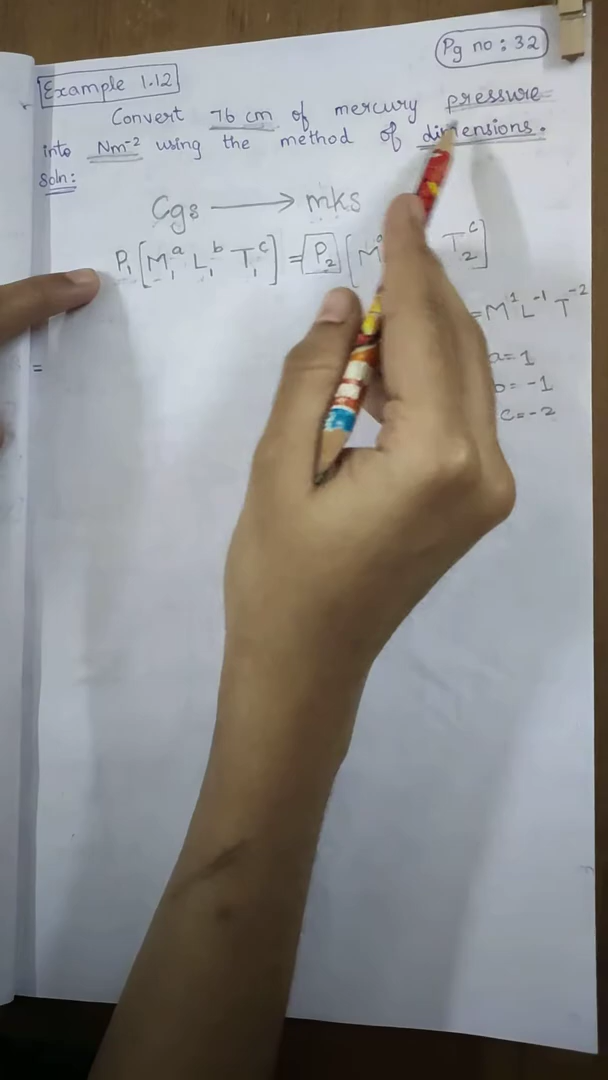 Pg no: 32
Example 1.12
Convert 76 cm of mercury pressure
into Nm⁻² using the method of dimensions.
Soln:
Cgs ⟶ mks
P₁[M₁ᵃ L₁ᵇ T₁ᶜ] = P₂ [Mᵃ T₂ᶜ]
= M¹ L⁻¹ T⁻²
a = 1
b = -1
c = -2
=